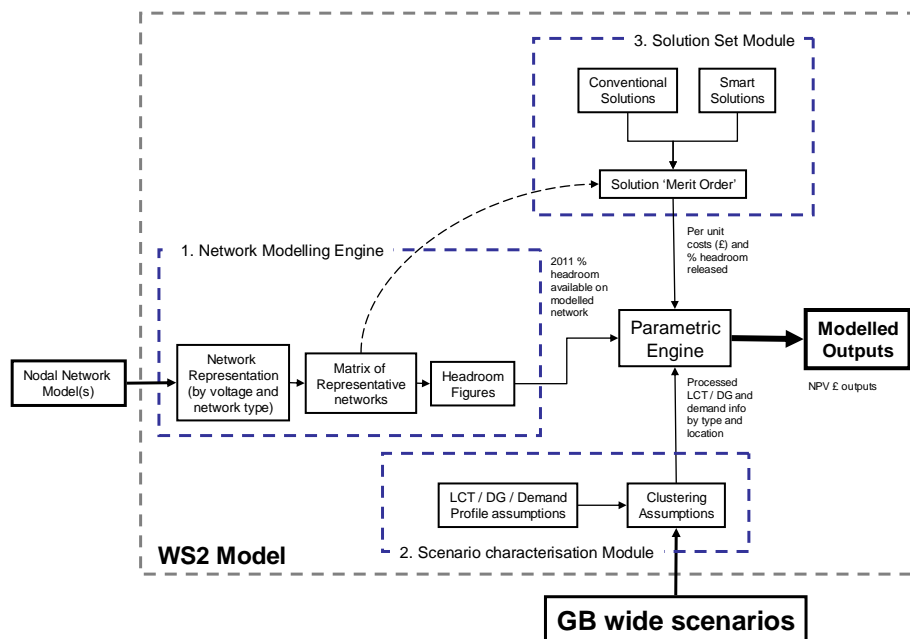 3. Solution Set Module
Conventional
Solutions
Smart
Solutions
Solution ‘Merit Order’
Per unit
costs (£) and
% headroom
released
1. Network Modelling Engine
2011 %
headroom
available on
modelled
network
Parametric
Engine
Modelled
Outputs
NPV £ outputs
Nodal Network
Model(s)
Network
Representation
(by voltage and
network type)
Matrix of
Representative
networks
Headroom
Figures
Processed
LCT / DG and
demand info
by type and
location
LCT / DG / Demand
Profile assumptions
Clustering
Assumptions
WS2 Model
2. Scenario characterisation Module
GB wide scenarios